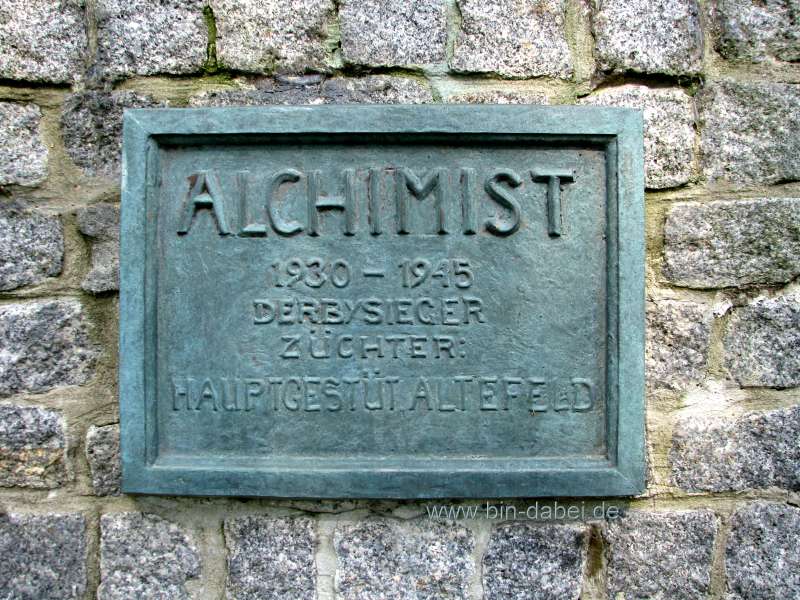 ALCHIMIST
1930 - 1945
DERBYSIEGER
ZÜCHTER:
HAUPTGESTÜT ALTEFELD
www.bin-dabei.de